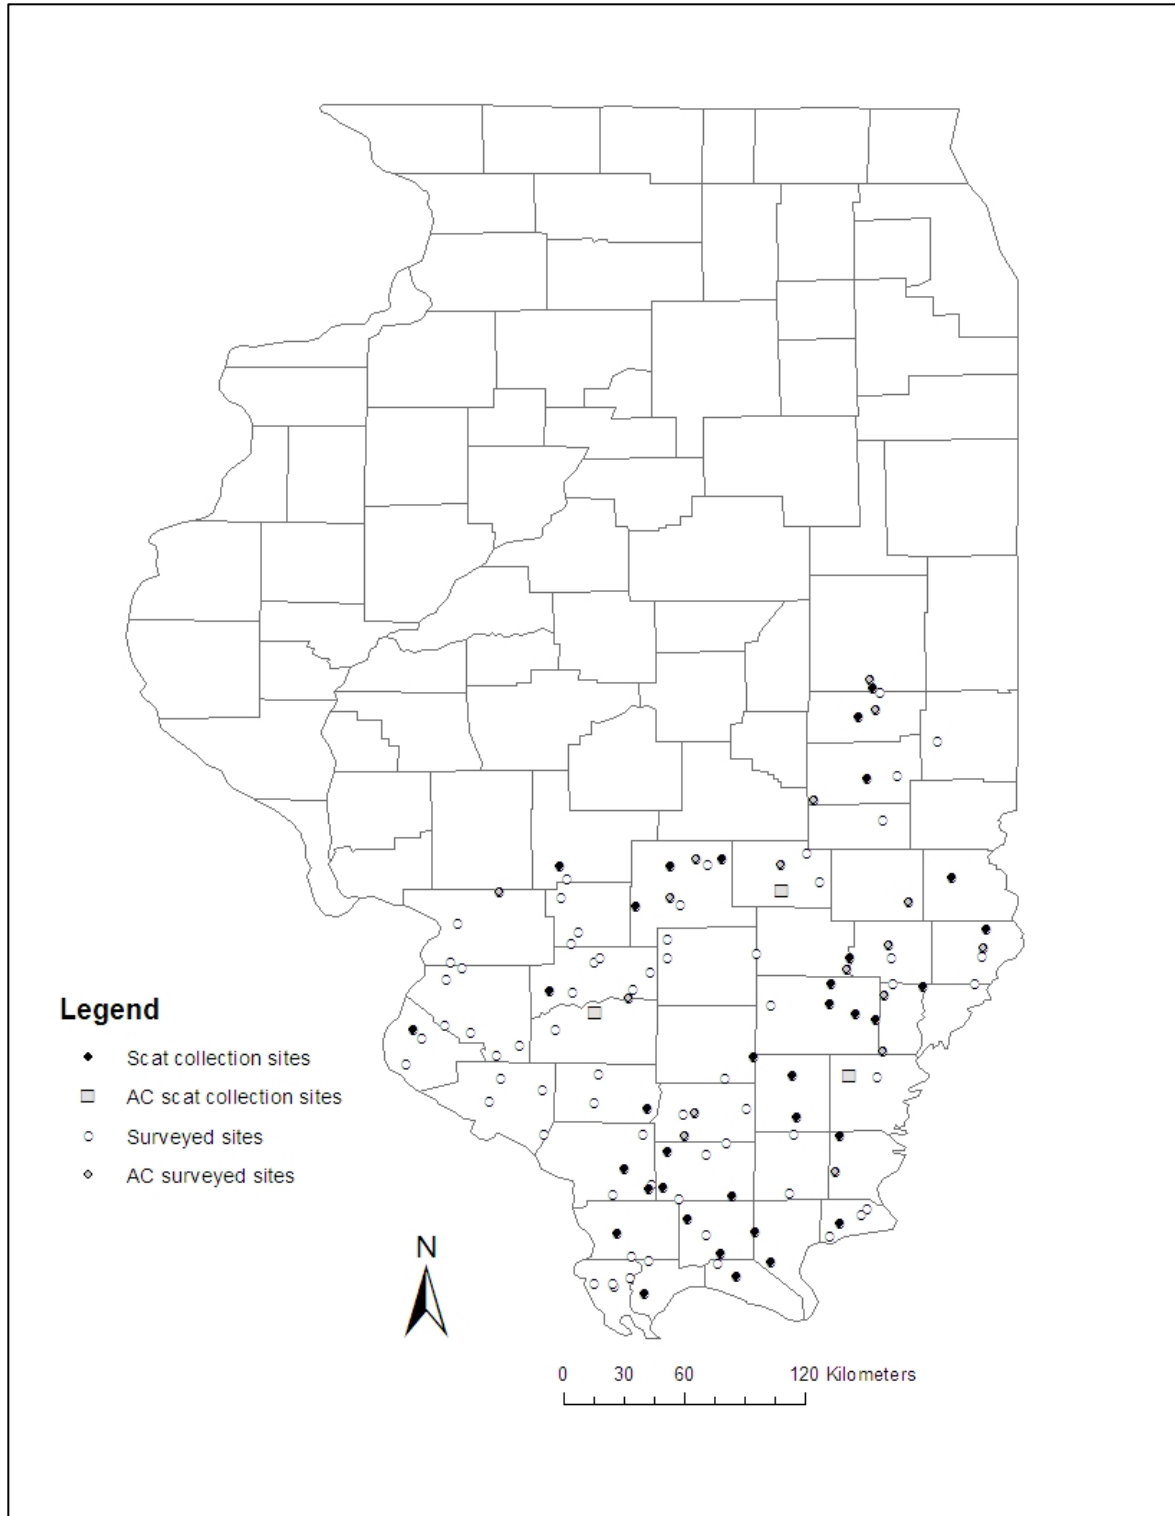 Legend
Scat collection sites
AC scat collection sites
Surveyed sites
AC surveyed sites
N
0 30 60 120 Kilometers